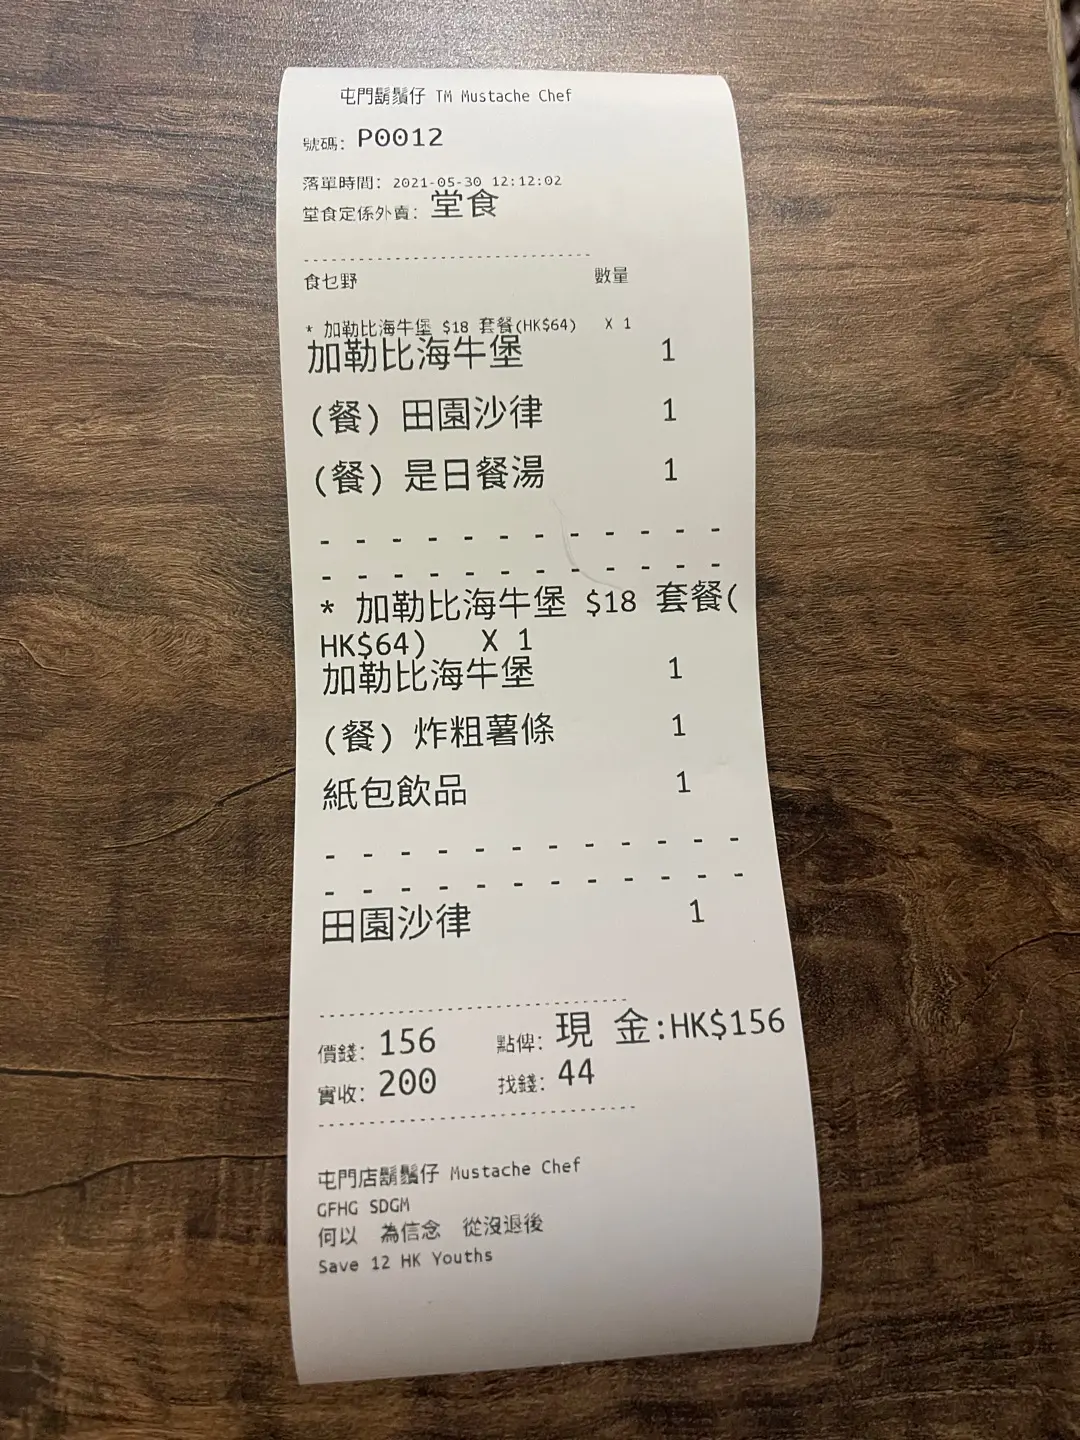 屯門鬍鬚仔 TM Mustache Chef
號碼: P0012
落單時間: 2021-05-30 12:12:02
堂食定係外賣: 堂食
------------------------------
食乜野 數量
* 加勒比海牛堡 $18 套餐(HK$64) X 1
加勒比海牛堡 1
(餐) 田園沙律 1
(餐) 是日餐湯 1
- - - - - - - - - - - -
- - - - - - - - - - - -
* 加勒比海牛堡 $18 套餐(
HK$64) X 1
加勒比海牛堡 1
(餐) 炸粗薯條 1
紙包飲品 1
- - - - - - - - - - - -
- - - - - - - - - - - -
田園沙律 1
------------------------------
價錢: 156 點俾: 現 金:HK$156
實收: 200 找錢: 44
------------------------------
屯門店鬍鬚仔 Mustache Chef
GFHG SDGM
何以 為信念 從沒退後
Save 12 HK Youths